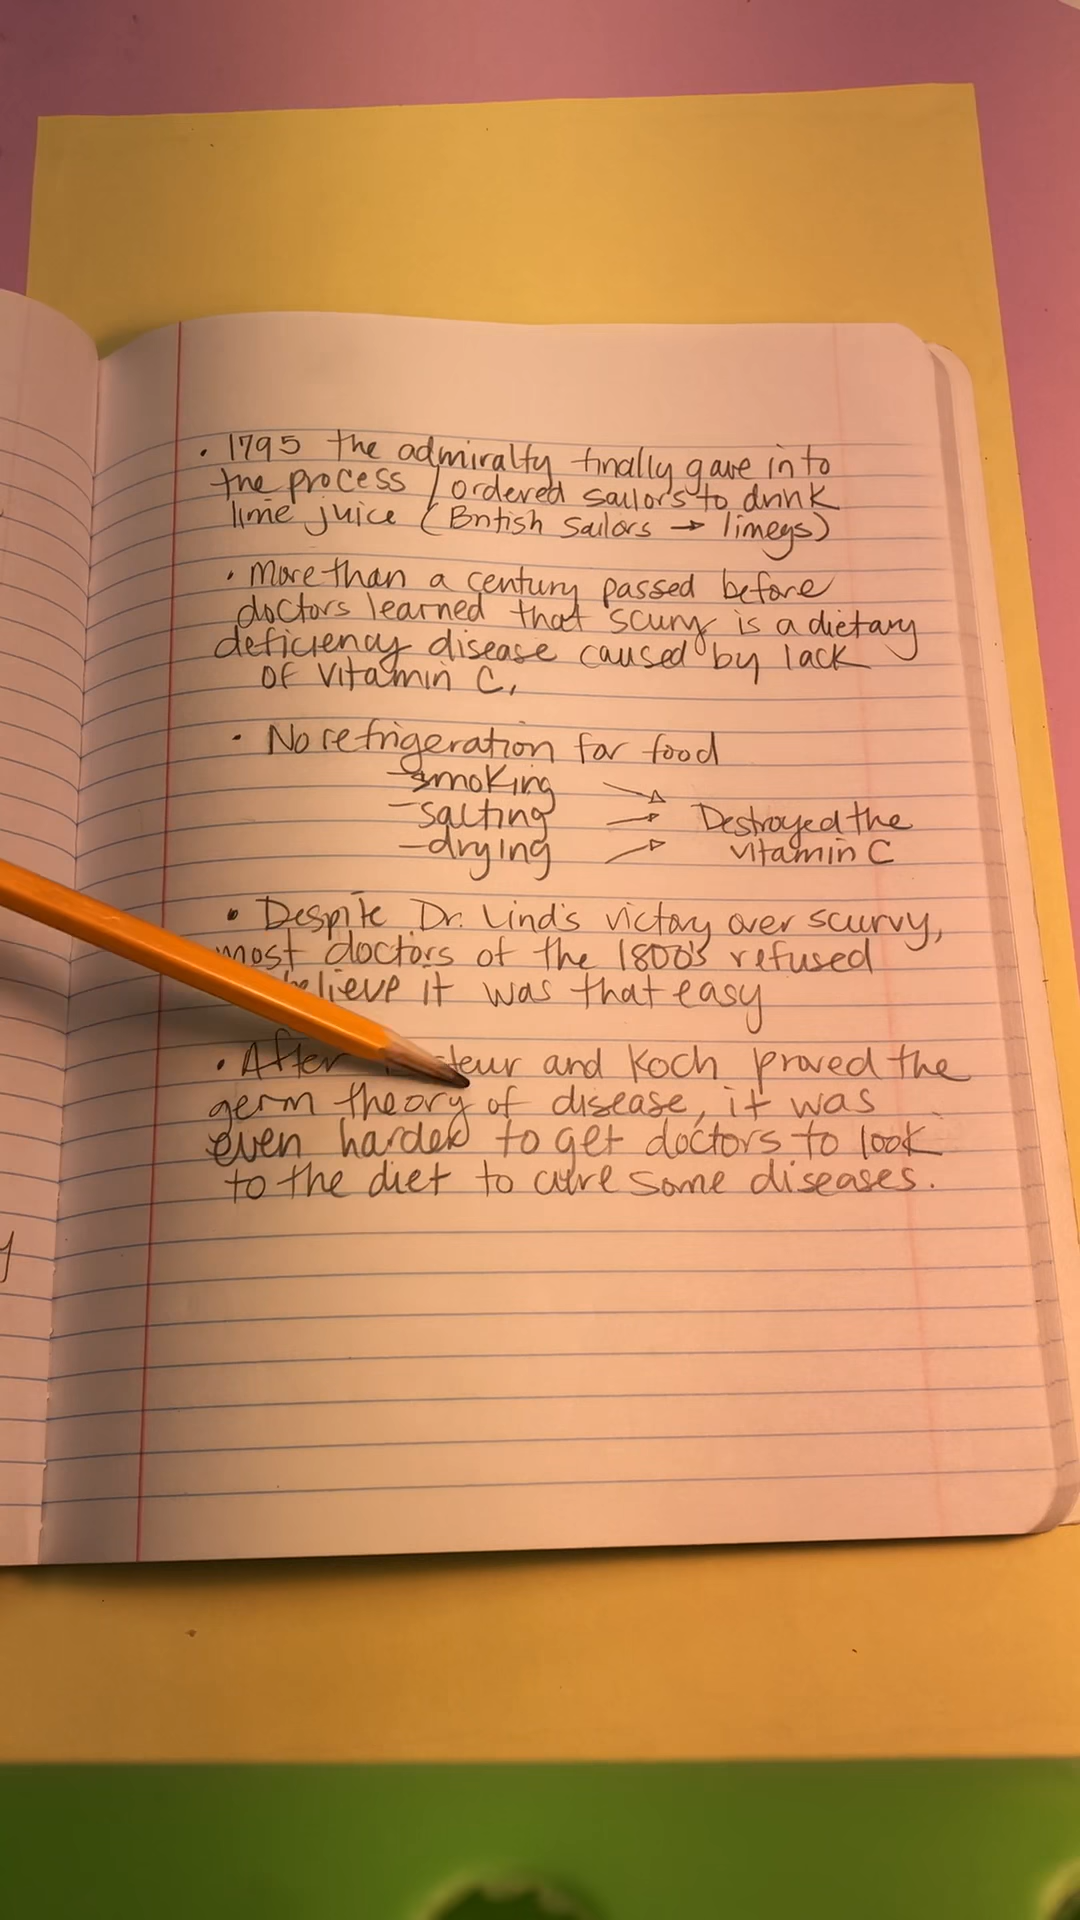 • 1795 the admiralty finally gave in to
the process / ordered sailors to drink
lime juice (British Sailors → limeys)
• More than a century passed before
doctors learned that scurvy is a dietary
deficiency disease caused by lack
of Vitamin C.
• No refrigeration for food
- smoking
- salting → Destroyed the
- drying vitamin C
• Despite Dr. Lind's victory over scurvy,
most doctors of the 1800's refused
believe it was that easy
• After and Koch proved the
germ theory of disease, it was
even harder to get doctors to look
to the diet to cure some diseases.